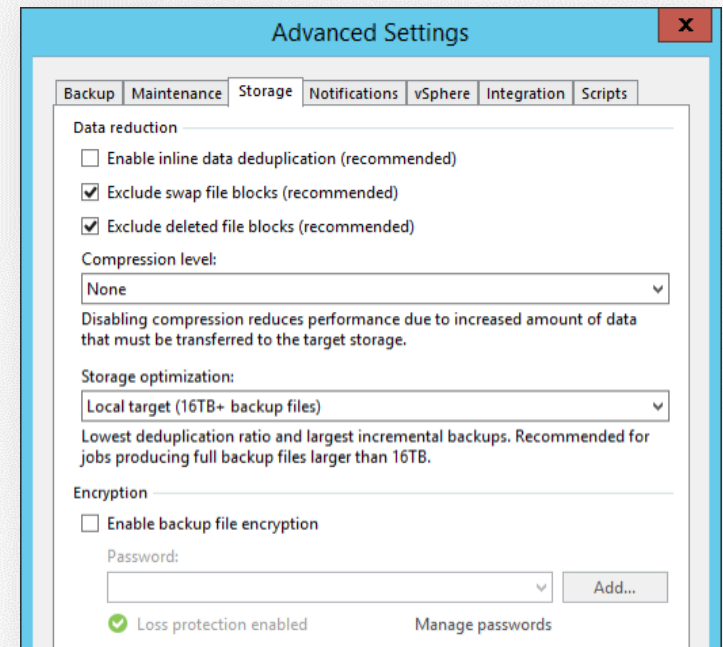 Advanced Settings
x
Backup Maintenance Storage Notifications vSphere Integration Scripts
Data reduction
Enable inline data deduplication (recommended)
Exclude swap file blocks (recommended)
Exclude deleted file blocks (recommended)
Compression level:
None
Disabling compression reduces performance due to increased amount of data
that must be transferred to the target storage.
Storage optimization:
Local target (16TB+ backup files)
Lowest deduplication ratio and largest incremental backups. Recommended for
jobs producing full backup files larger than 16TB.
Encryption
Enable backup file encryption
Password:
Add...
Loss protection enabled Manage passwords